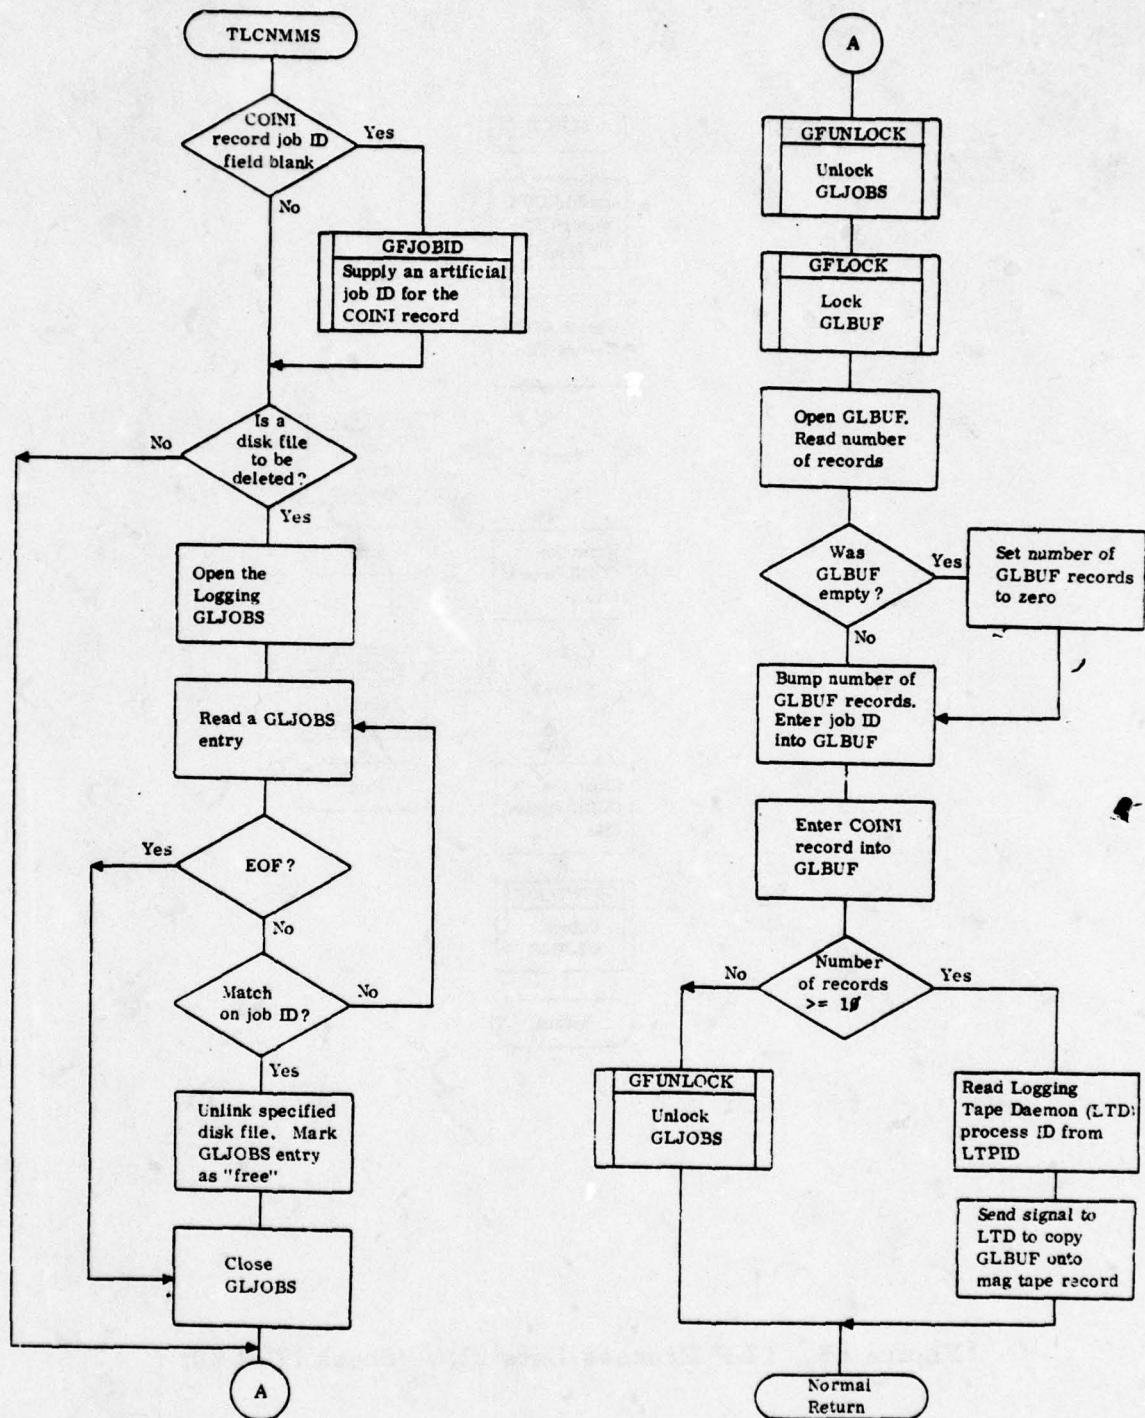 TLCNMMS
COINI
record job ID
field blank
Yes
No
GFJOBID
Supply an artificial
job ID for the
COINI record
Is a
disk file
to be
deleted?
No
Yes
Open the
Logging
GLJOBS
Read a GLJOBS
entry
Yes
EOF?
No
Match
on job ID?
No
Yes
Unlink specified
disk file. Mark
GLJOBS entry
as "free"
Close
GLJOBS
A
A
GFUNLOCK
Unlock
GLJOBS
GFLOCK
Lock
GLBUF
Open GLBUF.
Read number
of records
Was
GLBUF
empty?
Yes
Set number of
GLBUF records
to zero
No
Bump number of
GLBUF records.
Enter job ID
into GLBUF
Enter COINI
record into
GLBUF
No
Number
of records
>= 10
Yes
GFUNLOCK
Unlock
GLJOBS
Read Logging
Tape Daemon (LTD)
process ID from
LTPID
Send signal to
LTD to copy
GLBUF onto
mag tape record
Normal
Return